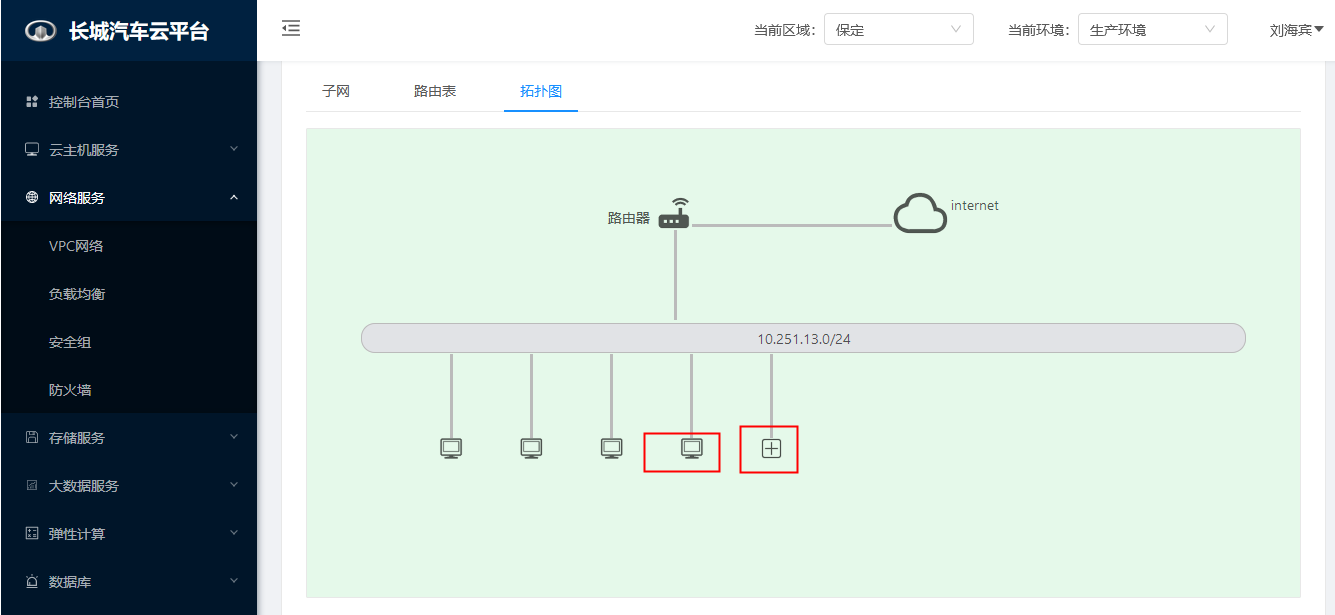 长城汽车云平台
当前区域：
保定
当前环境：
生产环境
刘海宾
控制台首页
云主机服务
网络服务
VPC网络
负载均衡
安全组
防火墙
存储服务
大数据服务
弹性计算
数据库
子网
路由表
拓扑图
路由器
internet
10.251.13.0/24